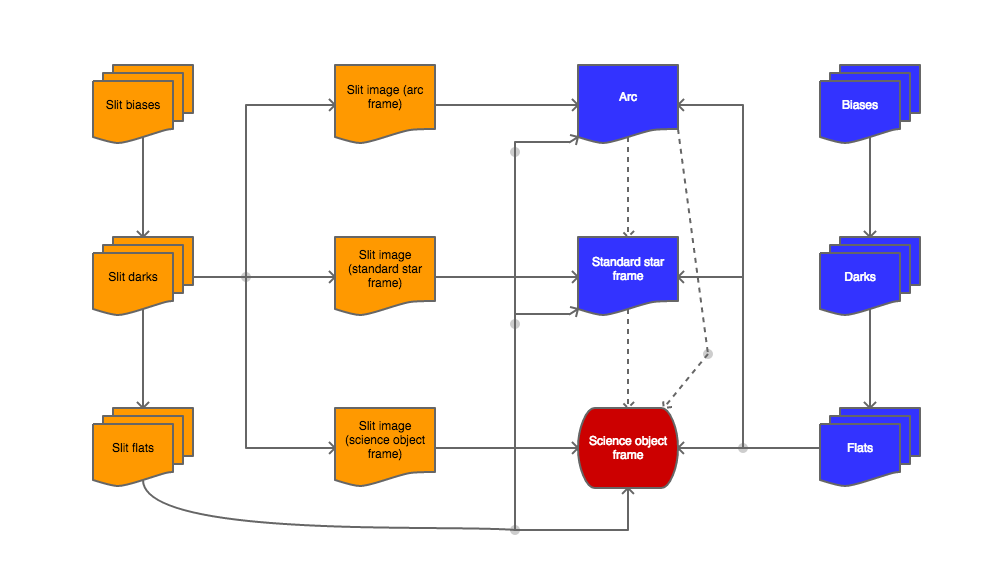 Slit biases
Slit image (arc
frame)
Arc
Biases
Slit darks
Slit image
(standard star
frame)
Standard star
frame
Darks
Slit flats
Slit image
(science object
frame)
Science object
frame
Flats